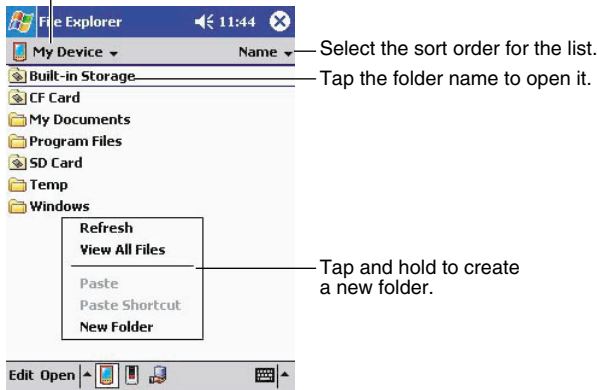 File Explorer 11:44
My Device Name
Select the sort order for the list.
Built-in Storage
Tap the folder name to open it.
CF Card
My Documents
Program Files
SD Card
Temp
Windows
Refresh
View All Files
Paste
Paste Shortcut
New Folder
Tap and hold to create
a new folder.
Edit Open